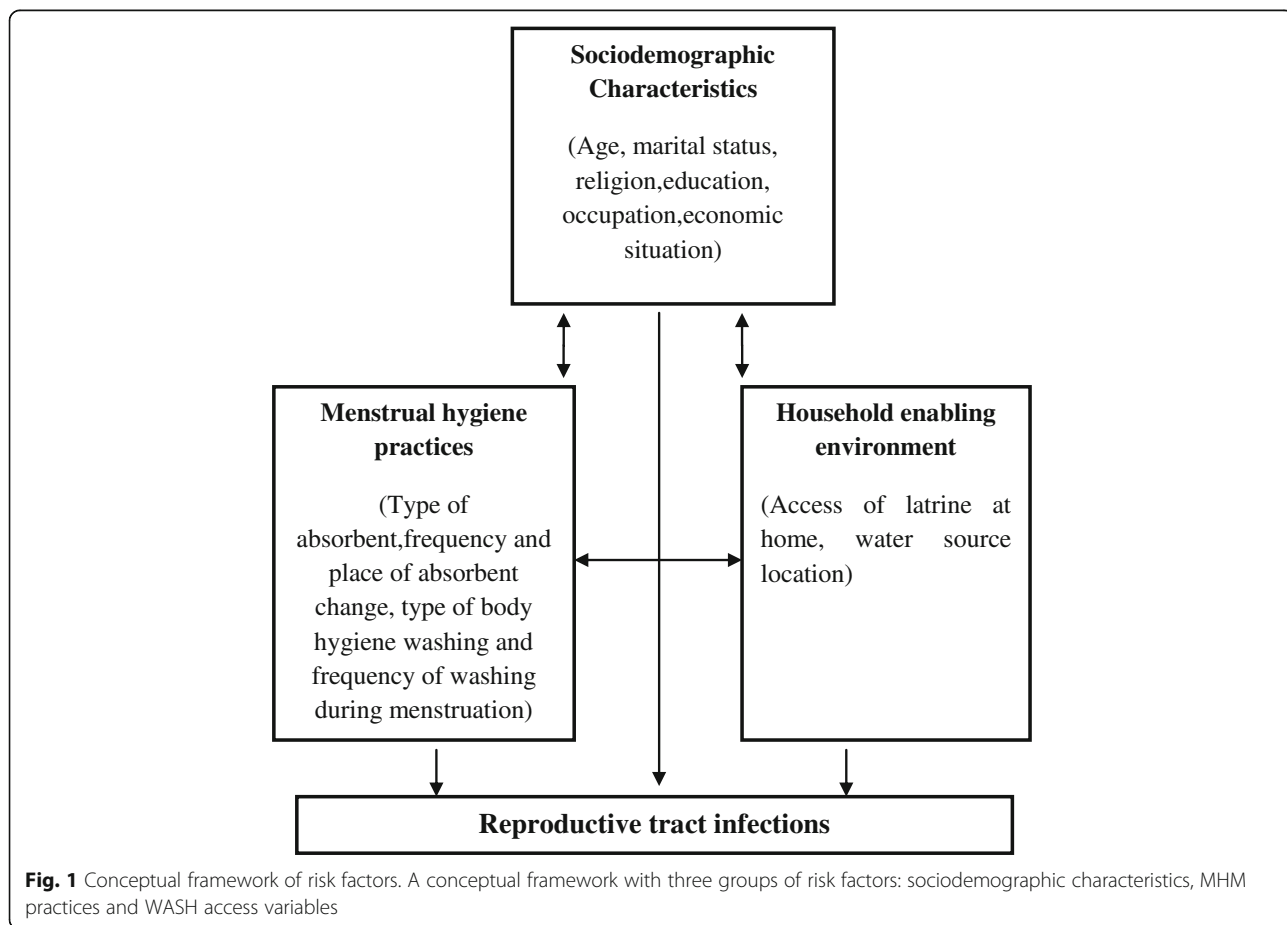 Sociodemographic
Characteristics
(Age, marital status,
religion,education,
occupation,economic
situation)
Menstrual hygiene
practices
(Type of
absorbent,frequency and
place of absorbent
change, type of body
hygiene washing and
frequency of washing
during menstruation)
Household enabling
environment
(Access of latrine at
home, water source
location)
Reproductive tract infections
Fig. 1 Conceptual framework of risk factors. A conceptual framework with three groups of risk factors: sociodemographic characteristics, MHM
practices and WASH access variables